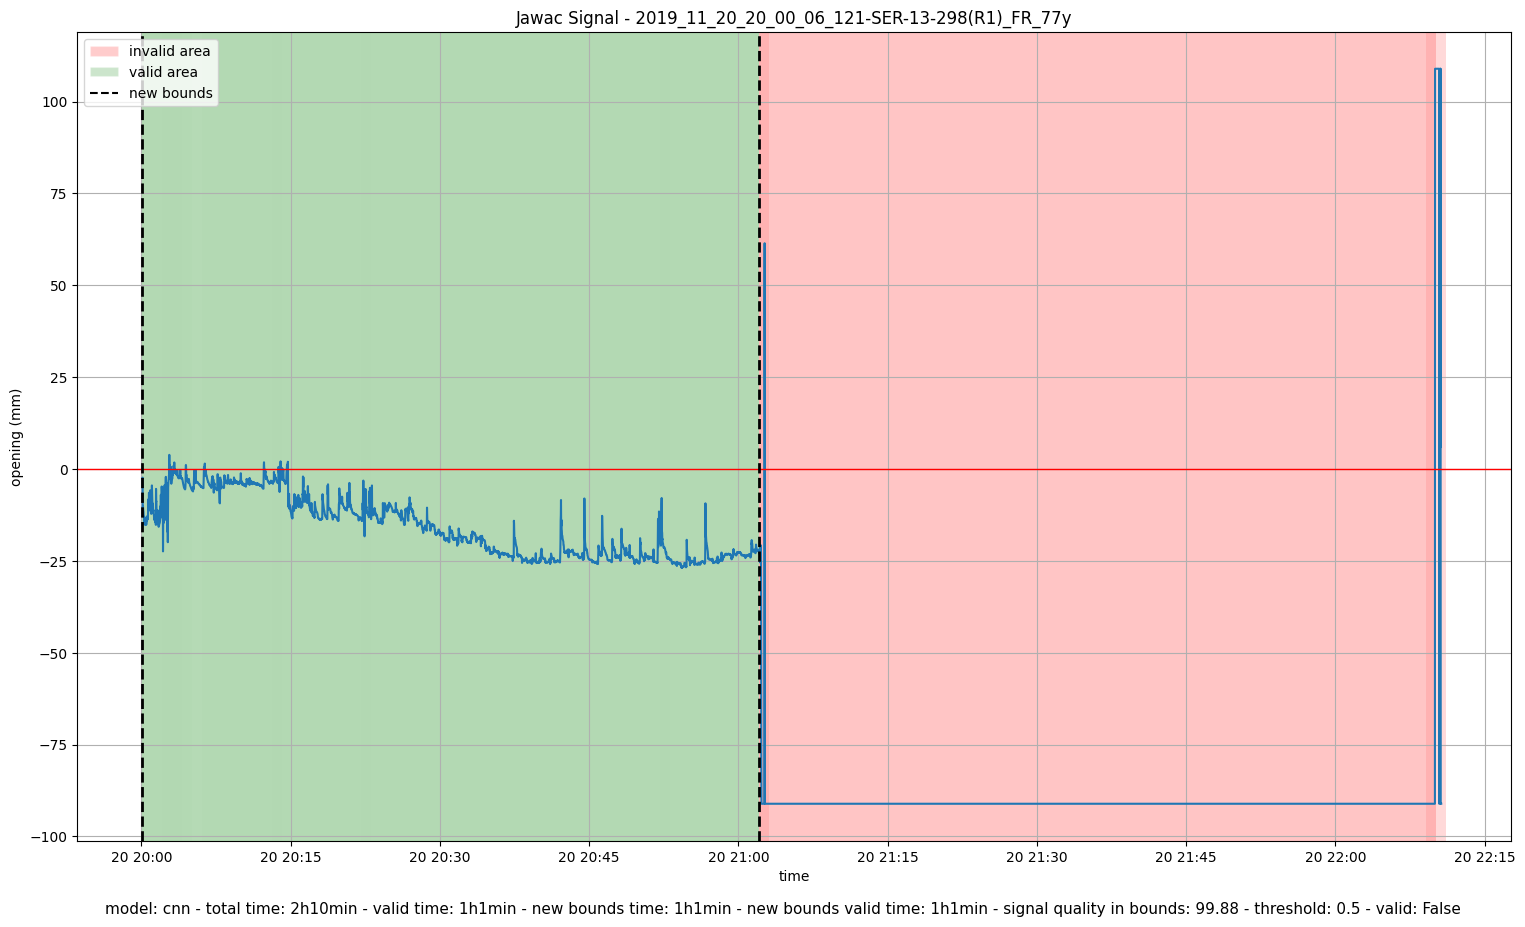 Jawac Signal - 2019_11_20_20_00_06_121-SER-13-298(R1)_FR_77y
invalid area
valid area
new bounds
100
75
50
25
0
−25
−50
−75
−100
opening (mm)
20 20:00
20 20:15
20 20:30
20 20:45
20 21:00
20 21:15
20 21:30
20 21:45
20 22:00
20 22:15
time
model: cnn - total time: 2h10min - valid time: 1h1min - new bounds time: 1h1min - new bounds valid time: 1h1min - signal quality in bounds: 99.88 - threshold: 0.5 - valid: False